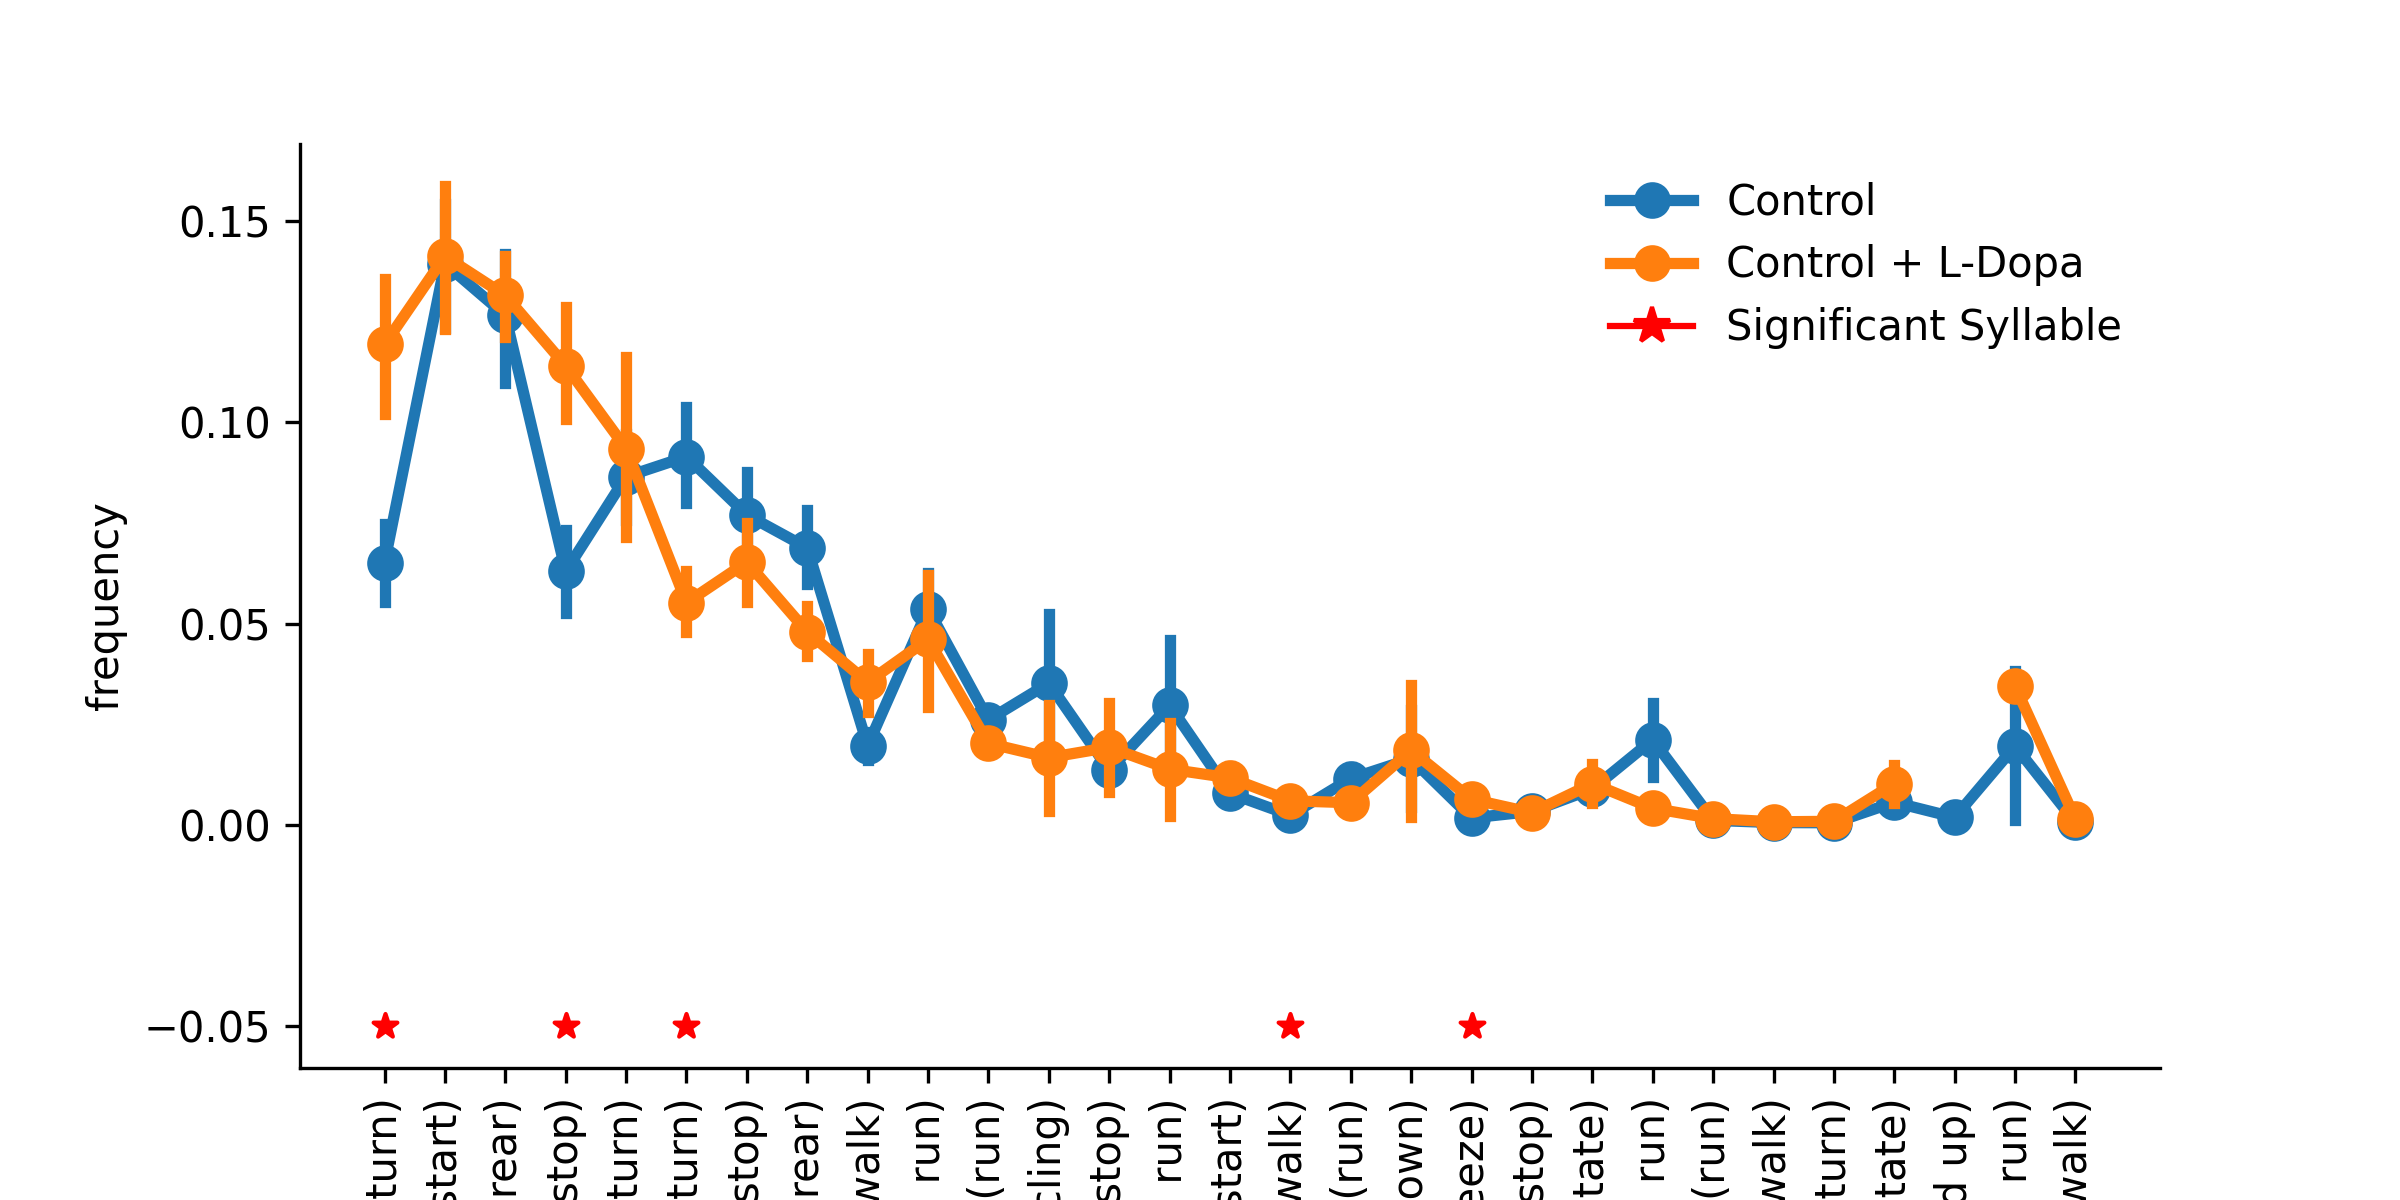 Control
Control + L-Dopa
Significant Syllable
0.15
0.10
0.05
0.00
−0.05
frequency
turn)
start)
rear)
stop)
turn)
turn)
stop)
rear)
walk)
run)
(run)
cling)
stop)
run)
start)
walk)
(run)
own)
eeze)
stop)
tate)
run)
(run)
walk)
turn)
tate)
d up)
run)
walk)